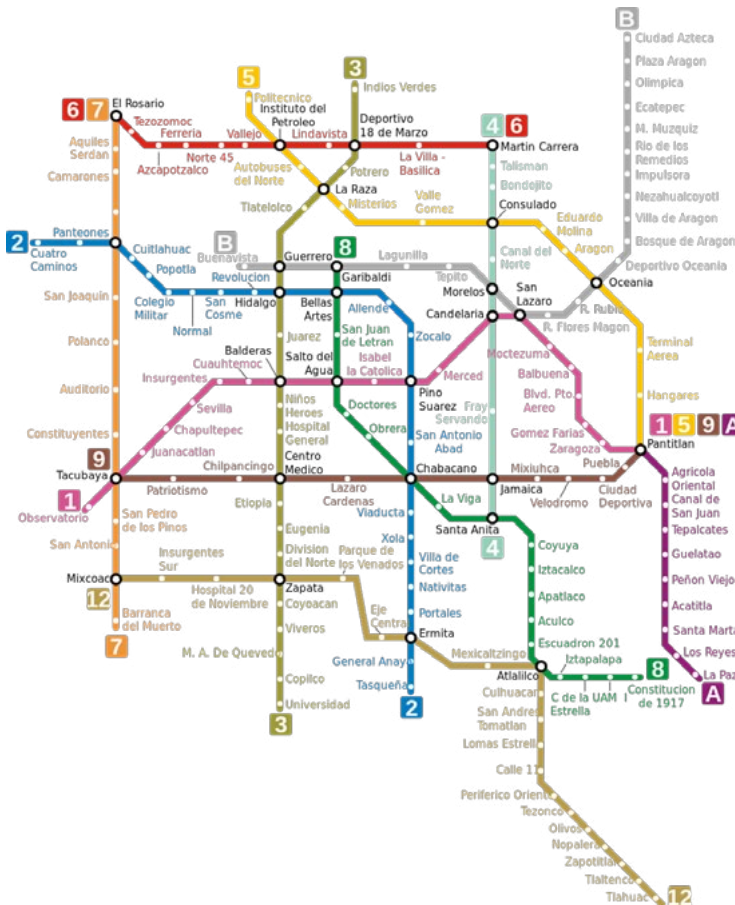 B
Ciudad Azteca
Plaza Aragon
Olimpica
Ecatepec
M. Muzquiz
Rio de los
Remedios
Impulsora
Nezahualcoyotl
Villa de Aragon
Bosque de Aragon
Deportivo Oceania
Oceania
R. Rubio
R. Flores Magon
5
Politecnico
3
Indios Verdes
6 7
El Rosario
Tezozomoc
Ferreria
Vallejo
Instituto del
Petroleo
Lindavista
Deportivo
18 de Marzo
4 6
Martin Carrera
Aquiles
Serdan
Azcapotzalco
Norte 45
Autobuses
del Norte
Potrero
La Villa -
Basilica
Talisman
Bondejito
Camarones
La Raza
Tlatelolco
Misterios
Valle
Gomez
Consulado
Eduardo
Molina
Aragon
2
Panteones
Cuatro
Caminos
Cuitlahuac
Popotla
Colegio
Militar
Normal
San
Cosme
Revolucion
Hidalgo
B
Buenavista
Guerrero
8
Garibaldi
Lagunilla
Tepito
Canal del
Norte
Morelos
San
Lazaro
Candelaria
Bellas
Artes
Allende
Zocalo
San Joaquin
Polanco
Auditorio
Constituyentes
Juarez
San Juan
de Letran
Balderas
Salto del
Agua
Isabel
la Catolica
Cuauhtemoc
Insurgentes
Sevilla
Chapultepec
Juanacatlan
Merced
Pino
Suarez
Moctezuma
Balbuena
Blvd. Pto.
Aereo
Gomez Farias
Zaragoza
Terminal
Aerea
Hangares
1 5 9 A
Pantitlan
Niños
Heroes
Hospital
General
Centro
Medico
Doctores
Obrera
San Antonio
Abad
Fray
Servando
9
Tacubaya
1
Observatorio
Patriotismo
Chilpancingo
Lazaro
Cardenas
Chabacano
Jamaica
Mixiuhca
Velodromo
Ciudad
Deportiva
Puebla
Agricola
Oriental
Canal de
San Juan
Tepalcates
Guelatao
Peñon Viejo
Acatitla
Santa Marta
Los Reyes
La Paz
A
San Pedro
de los Pinos
San Antonio
Mixcoac
12
Barranca
del Muerto
7
Insurgentes
Sur
Hospital 20
de Noviembre
Etiopia
Eugenia
Division
del Norte
Zapata
Parque de
los Venados
Eje
Centra
Coyoacan
Viveros
M. A. De Quevedo
Copilco
Universidad
3
Viaducta
Xola
Villa de
Cortes
Nativitas
Portales
Ermita
General Anay
Tasqueña
2
La Viga
Santa Anita
4
Coyuya
Iztacalco
Apatlaco
Aculco
Escuadron 201
Mexicaltzingo
Atlalilco
Iztapalapa
C de la
Estrella
UAM I
8
Constitucion
de 1917
Culhuacan
San Andres
Tomatlan
Lomas Estrell
Calle 11
Periferico Orient
Tezonco
Olivos
Nopalera
Zapotitlan
Tlaltenco
Tlahuac
12